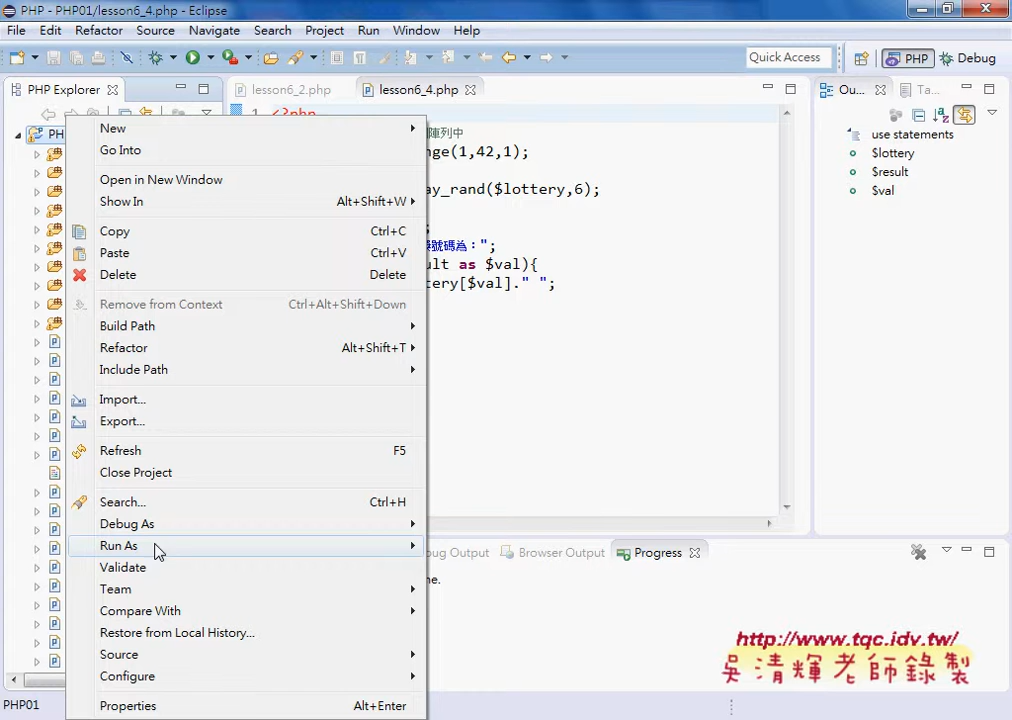 PHP - PHP01/lesson6_4.php - Eclipse
File Edit Refactor Source Navigate Search Project Run Window Help
Quick Access PHP Debug
PHP Explorer lesson6_2.php lesson6_4.php Ou... Ta...
1 <?php
陣列中
nge(1,42,1);
ay_rand($lottery,6);
;
號碼為：";
ult as $val){
tery[$val]." ";
use statements
$lottery
$result
$val
PH
New
Go Into
Open in New Window
Show In Alt+Shift+W
Copy Ctrl+C
Paste Ctrl+V
Delete Delete
Remove from Context Ctrl+Alt+Shift+Down
Build Path
Refactor Alt+Shift+T
Include Path
Import...
Export...
Refresh F5
Close Project
Search... Ctrl+H
Debug As
Run As
Validate
Team
Compare With
Restore from Local History...
Source
Configure
Properties Alt+Enter
bug Output Browser Output Progress
ne.
http://www.tqc.idv.tw/
吳清輝老師錄製
PHP01